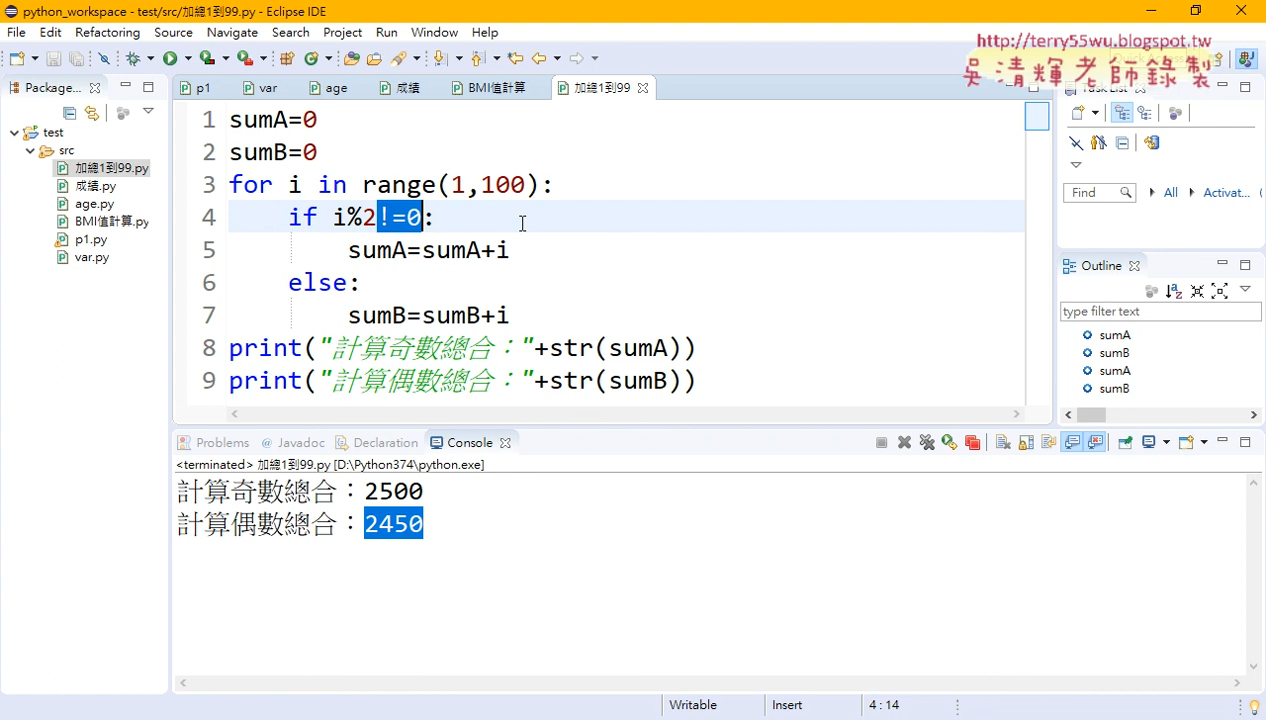 python_workspace - test/src/加總1到99.py - Eclipse IDE
File Edit Refactoring Source Navigate Search Project Run Window Help
http://terry55wu.blogspot.tw
吳清輝老師錄製
Package...
p1
var
age
成績
BMI值計算
加總1到99
Task List
test
src
加總1到99.py
成績.py
age.py
BMI值計算.py
p1.py
var.py
1 sumA=0
2 sumB=0
3 for i in range(1,100):
4 if i%2!=0:
5 sumA=sumA+i
6 else:
7 sumB=sumB+i
8 print("計算奇數總合："+str(sumA))
9 print("計算偶數總合："+str(sumB))
Find All Activat...
Outline
type filter text
sumA
sumB
sumA
sumB
Problems Javadoc Declaration Console
<terminated> 加總1到99.py [D:\Python374\python.exe]
計算奇數總合：2500
計算偶數總合：2450
Writable Insert 4 : 14